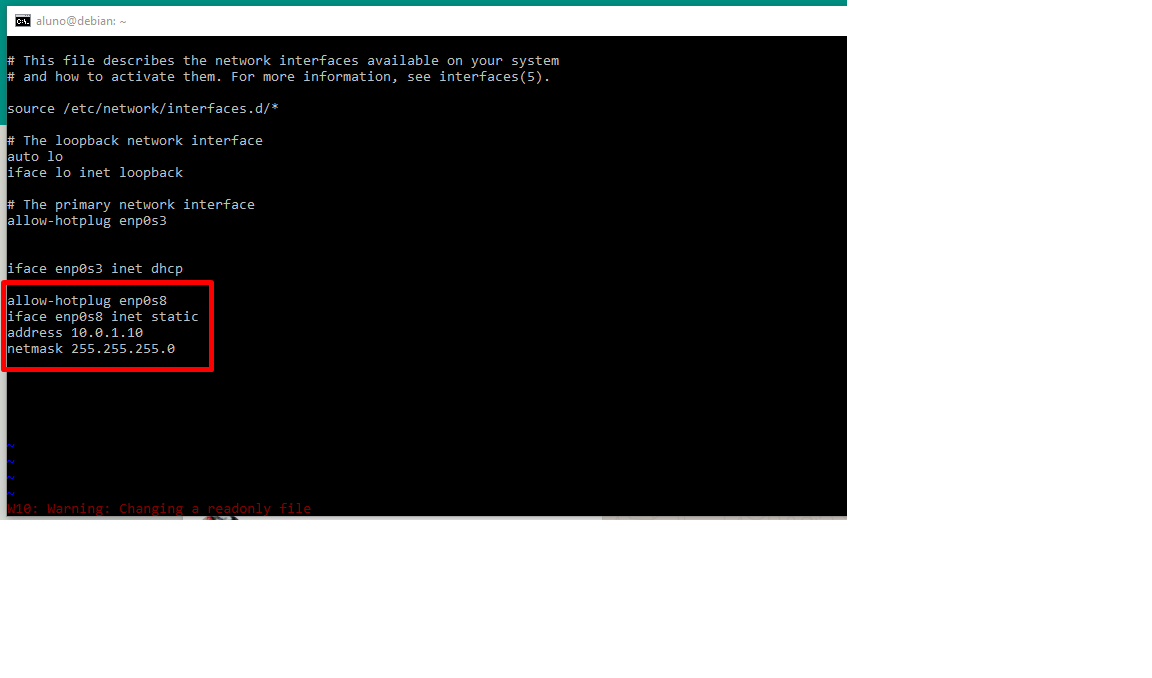 aluno@debian: ~
# This file describes the network interfaces available on your system
# and how to activate them. For more information, see interfaces(5).
source /etc/network/interfaces.d/*
# The loopback network interface
auto lo
iface lo inet loopback
# The primary network interface
allow-hotplug enp0s3
iface enp0s3 inet dhcp
allow-hotplug enp0s8
iface enp0s8 inet static
address 10.0.1.10
netmask 255.255.255.0
~
~
~
~
W10: Warning: Changing a readonly file